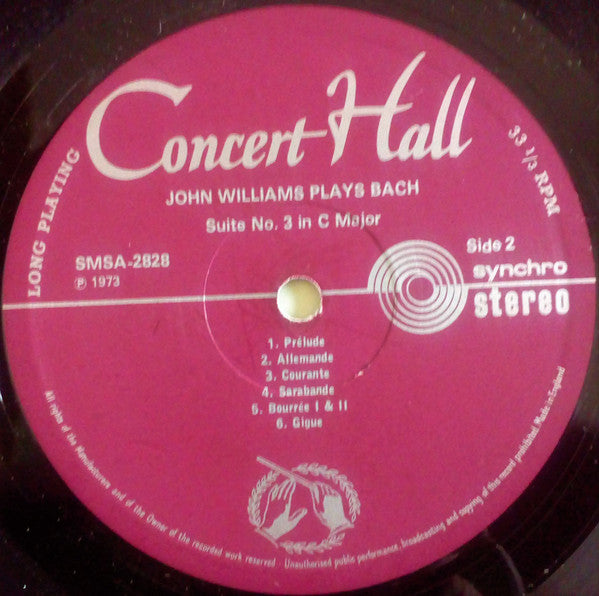 Concert Hall
LONG PLAYING
33 1/3 RPM
JOHN WILLIAMS PLAYS BACH
Suite No. 3 in C Major
SMSA-2828
℗ 1973
Side 2
synchro
stereo
1. Prélude
2. Allemande
3. Courante
4. Sarabande
5. Bourrée I & II
6. Gigue
All rights of the Manufacturers and of the Owner of the recorded work reserved - Unauthorised public performance, broadcasting and copying of this record prohibited. Made in England